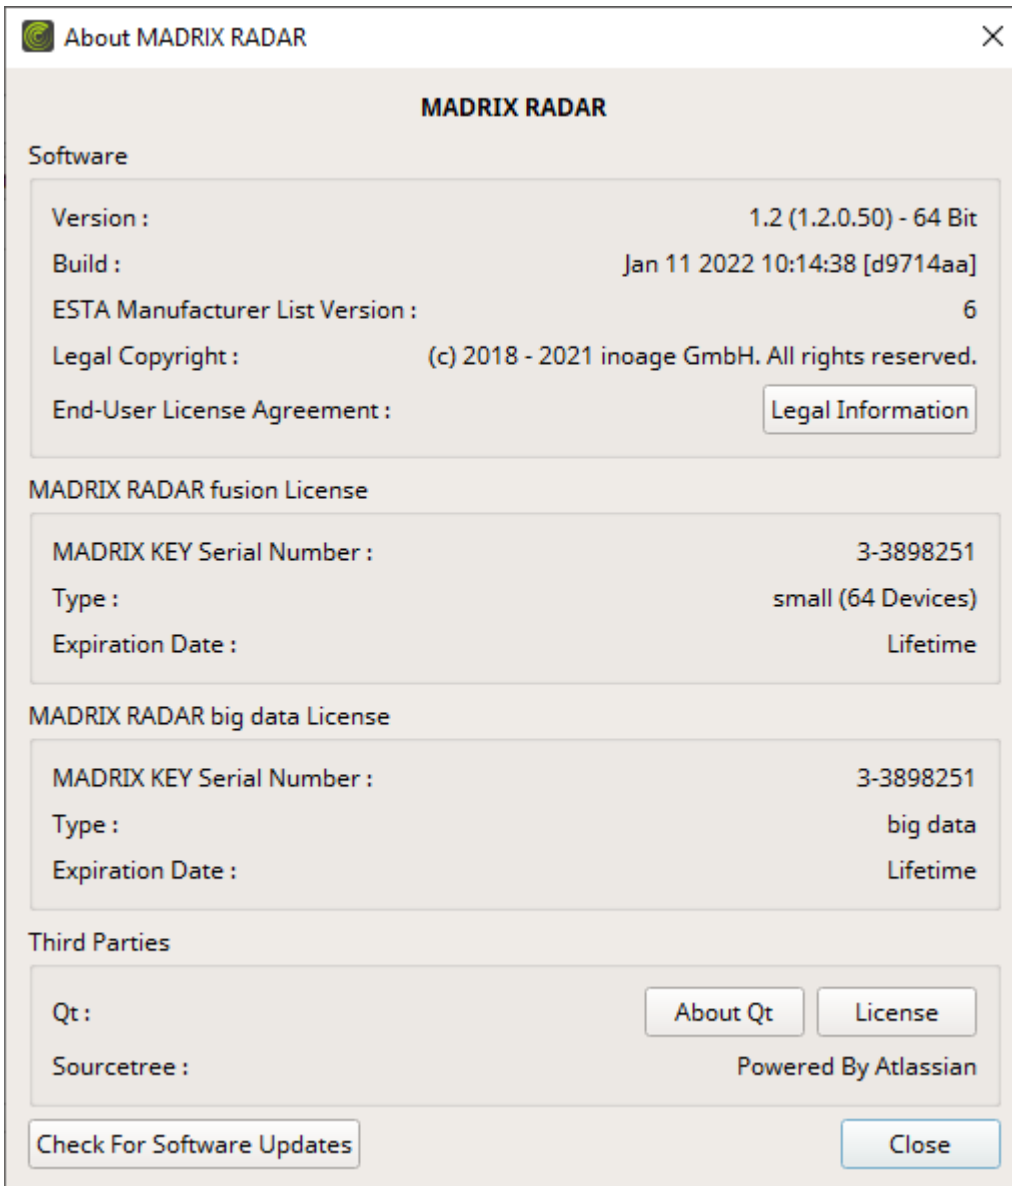 About MADRIX RADAR
MADRIX RADAR
Software
Version : 1.2 (1.2.0.50) - 64 Bit
Build : Jan 11 2022 10:14:38 [d9714aa]
ESTA Manufacturer List Version : 6
Legal Copyright : (c) 2018 - 2021 inoage GmbH. All rights reserved.
End-User License Agreement : Legal Information
MADRIX RADAR fusion License
MADRIX KEY Serial Number : 3-3898251
Type : small (64 Devices)
Expiration Date : Lifetime
MADRIX RADAR big data License
MADRIX KEY Serial Number : 3-3898251
Type : big data
Expiration Date : Lifetime
Third Parties
Qt : About Qt License
Sourcetree : Powered By Atlassian
Check For Software Updates Close